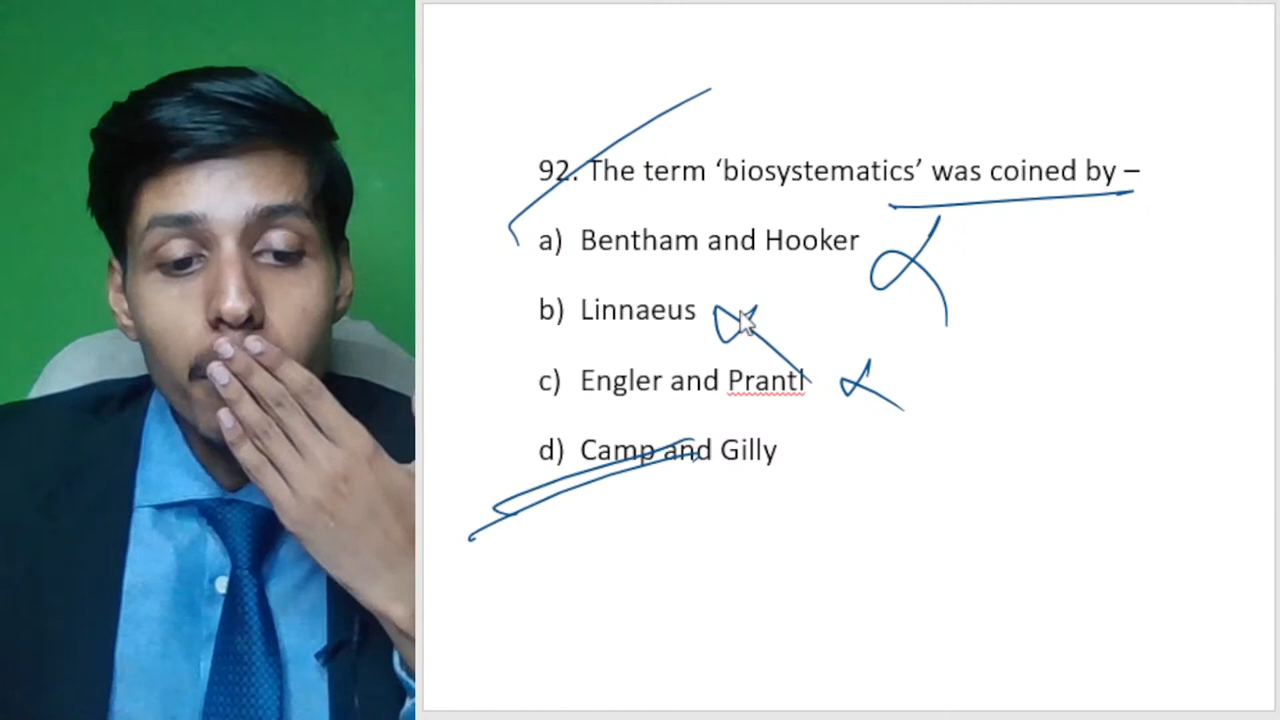 92. The term ‘biosystematics’ was coined by –
a) Bentham and Hooker
b) Linnaeus
c) Engler and Prantl
d) Camp and Gilly